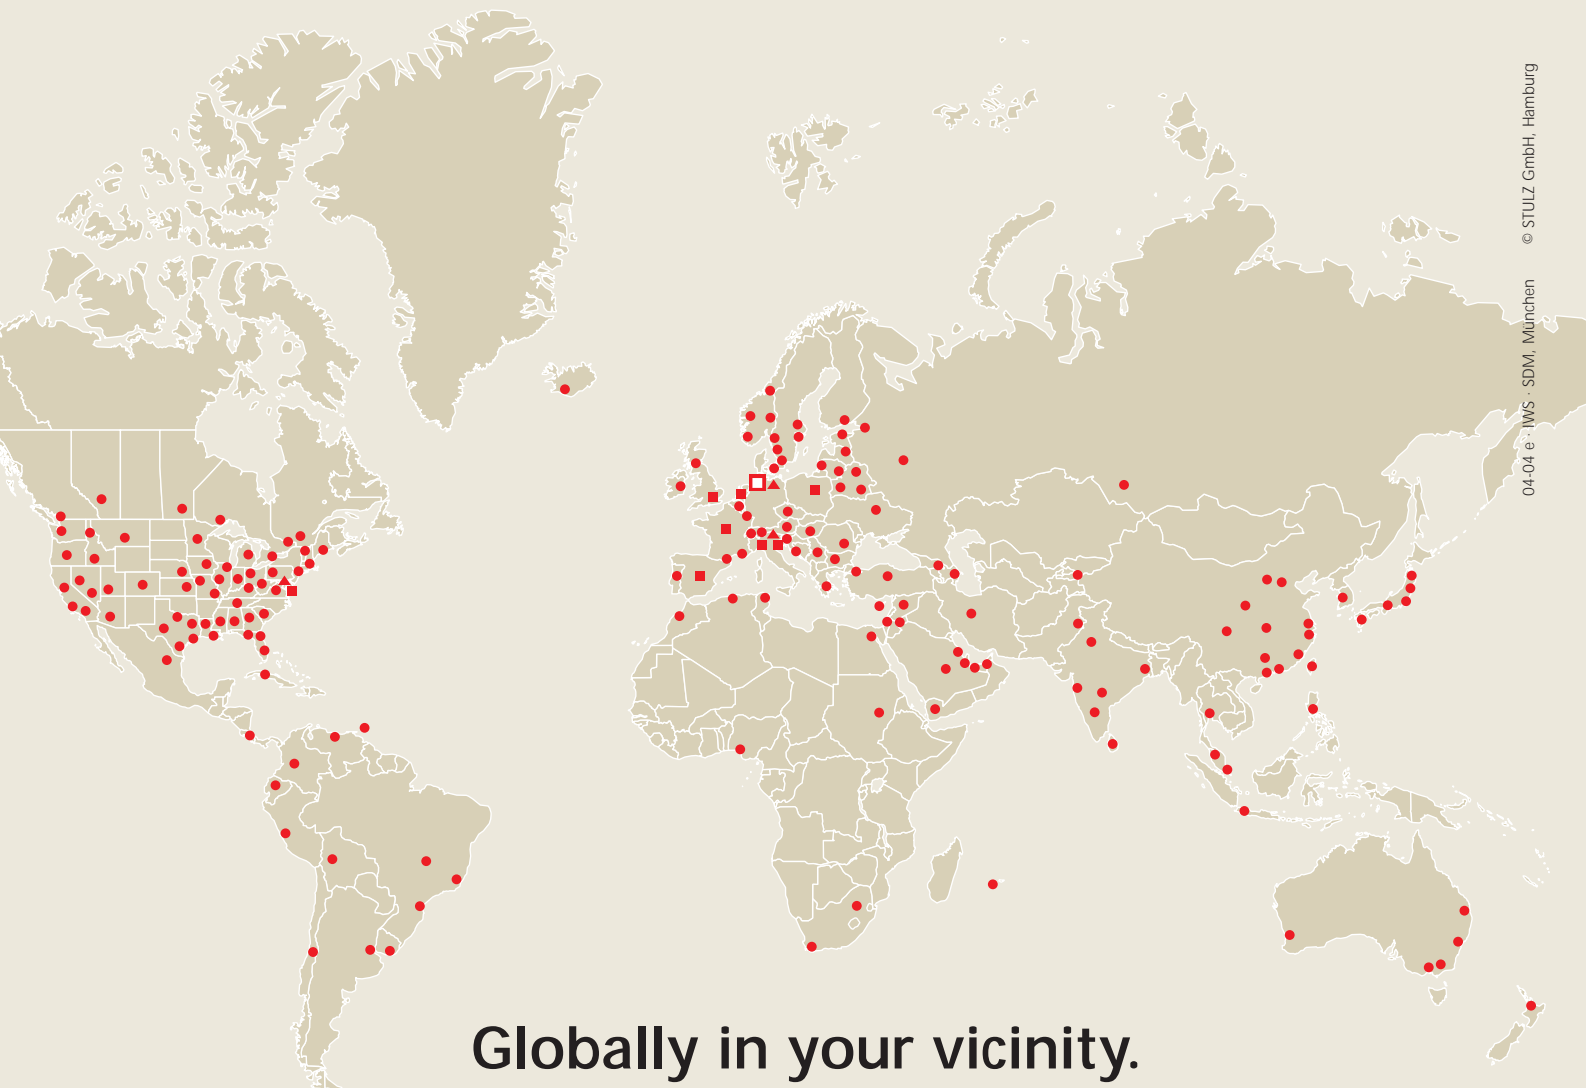 04-04 e · IWS · SDM, München © STULZ GmbH, Hamburg
Globally in your vicinity.